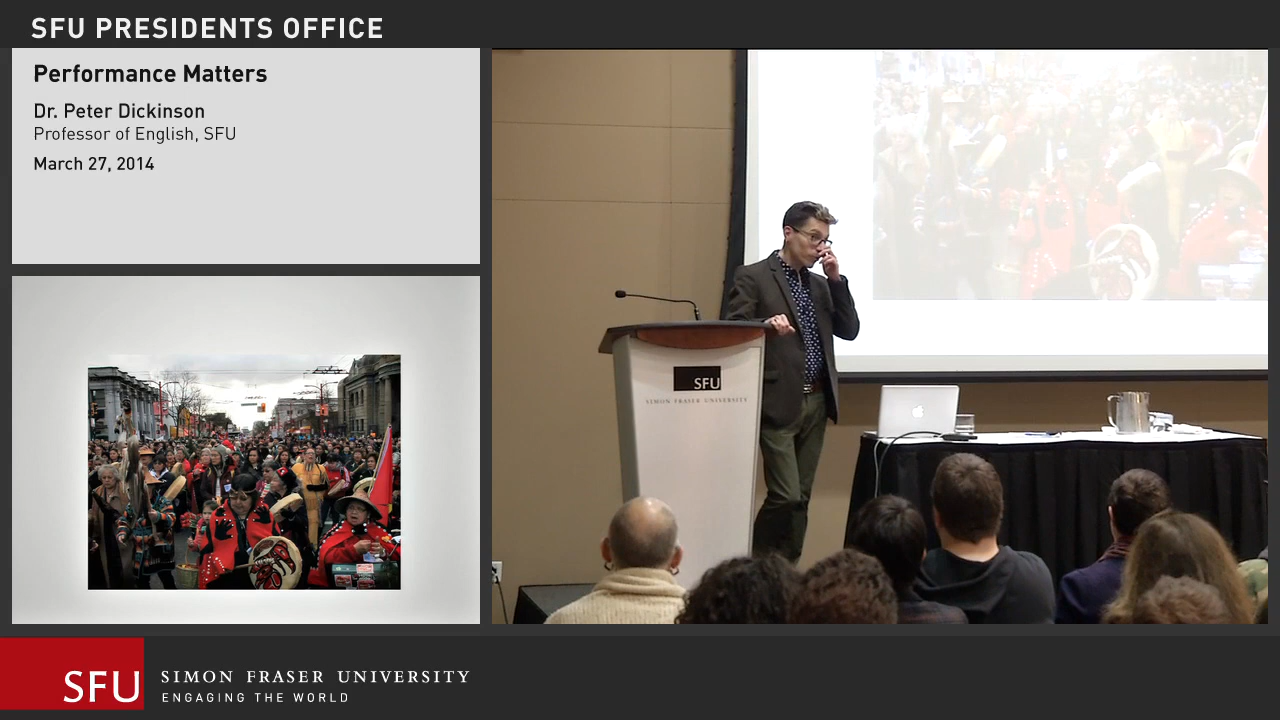 SFU PRESIDENTS OFFICE
Performance Matters
Dr. Peter Dickinson
Professor of English, SFU
March 27, 2014
SFU
SIMON FRASER UNIVERSITY
SFU
SIMON FRASER UNIVERSITY
ENGAGING THE WORLD